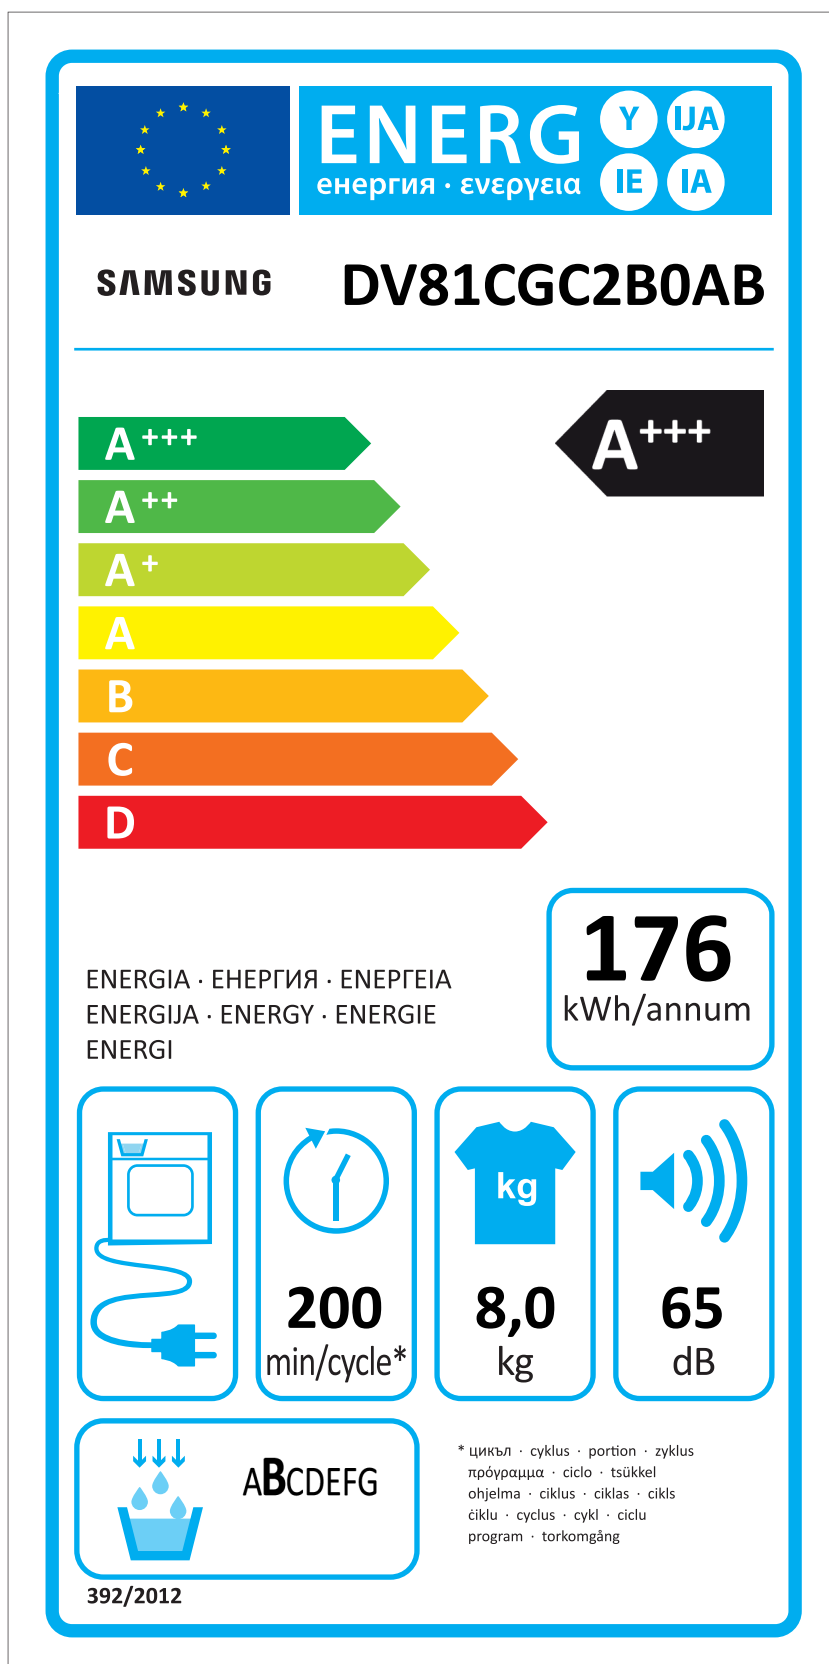 ENERG Y IJA
енергия · ενεργεια IE IA
SAMSUNG DV81CGC2B0AB
A+++ A+++
A++
A+
A
B
C
D
176
kWh/annum
ENERGIA · ЕНЕРГИЯ · ΕΝΕΡΓΕΙΑ
ENERGIJA · ENERGY · ENERGIE
ENERGI
kg
200 8,0 65
min/cycle* kg dB
ABCDEFG
* цикъл · cyklus · portion · zyklus
πρόγραμμα · ciclo · tsükkel
ohjelma · ciklus · ciklas · cikls
ċiklu · cyclus · cykl · ciclu
program · torkomgång
392/2012